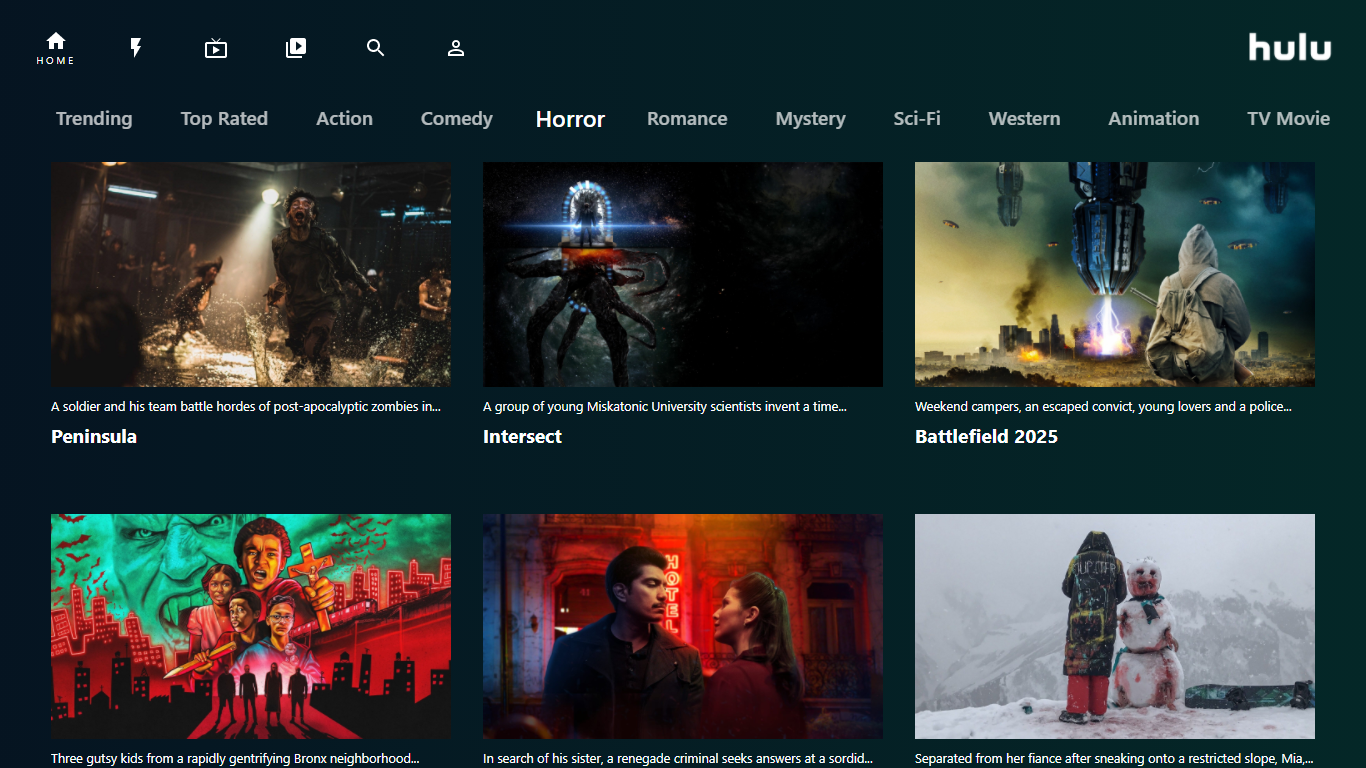 HOME
hulu
Trending Top Rated Action Comedy Horror Romance Mystery Sci-Fi Western Animation TV Movie
A soldier and his team battle hordes of post-apocalyptic zombies in...
Peninsula
A group of young Miskatonic University scientists invent a time...
Intersect
Weekend campers, an escaped convict, young lovers and a police...
Battlefield 2025
HOTEL
Three gutsy kids from a rapidly gentrifying Bronx neighborhood...
In search of his sister, a renegade criminal seeks answers at a sordid...
Separated from her fiance after sneaking onto a restricted slope, Mia,...